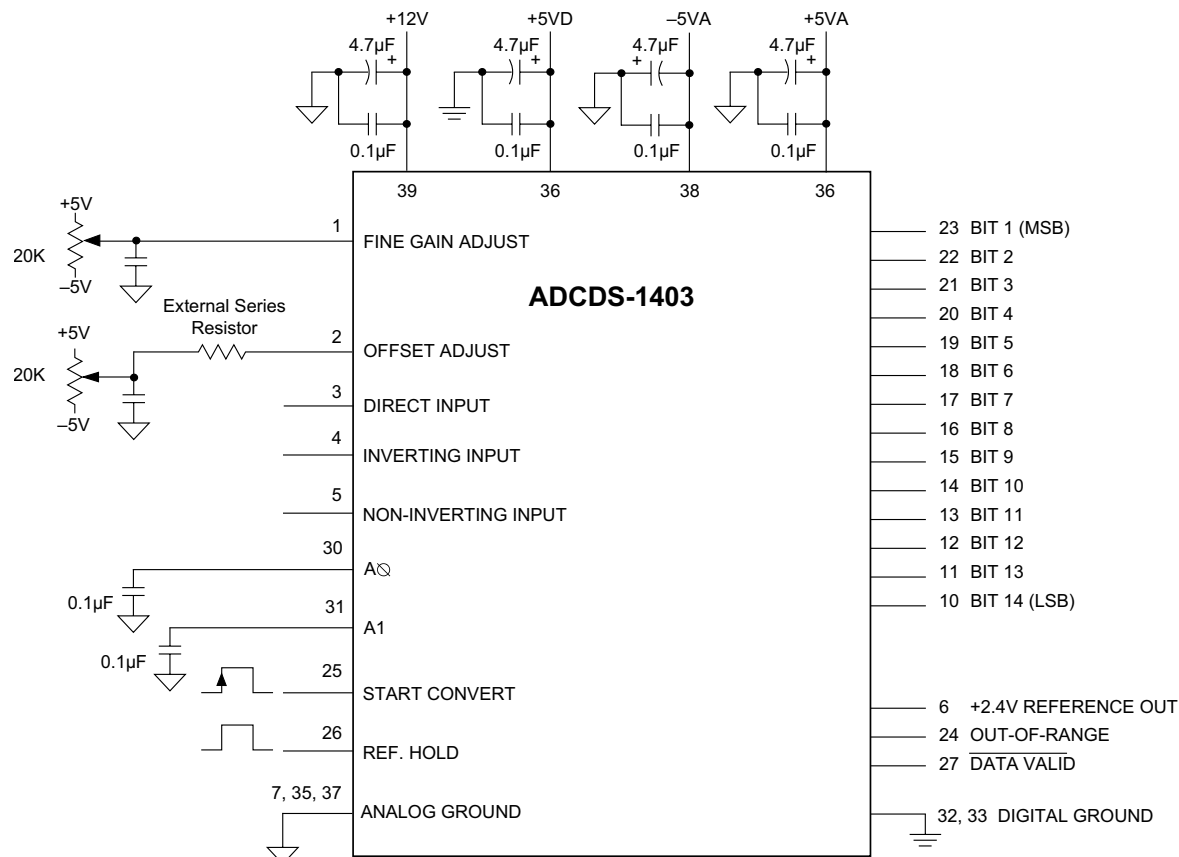 +12V +5VD –5VA +5VA
4.7µF 4.7µF 4.7µF 4.7µF
+ + + +
0.1µF 0.1µF 0.1µF 0.1µF
39 36 38 36
+5V
20K
–5V
1 FINE GAIN ADJUST
ADCDS-1403
External Series
Resistor
+5V
20K
–5V
2 OFFSET ADJUST
3 DIRECT INPUT
4 INVERTING INPUT
5 NON-INVERTING INPUT
30 A∅
0.1µF
31 A1
0.1µF
25 START CONVERT
26 REF. HOLD
7, 35, 37 ANALOG GROUND
23 BIT 1 (MSB)
22 BIT 2
21 BIT 3
20 BIT 4
19 BIT 5
18 BIT 6
17 BIT 7
16 BIT 8
15 BIT 9
14 BIT 10
13 BIT 11
12 BIT 12
11 BIT 13
10 BIT 14 (LSB)
6 +2.4V REFERENCE OUT
24 OUT-OF-RANGE
27 DATA VALID
32, 33 DIGITAL GROUND